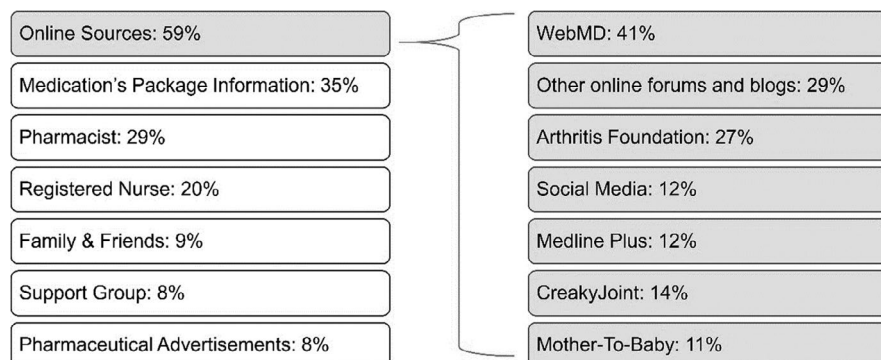 Online Sources: 59%
Medication's Package Information: 35%
Pharmacist: 29%
Registered Nurse: 20%
Family & Friends: 9%
Support Group: 8%
Pharmaceutical Advertisements: 8%
WebMD: 41%
Other online forums and blogs: 29%
Arthritis Foundation: 27%
Social Media: 12%
Medline Plus: 12%
CreakyJoint: 14%
Mother-To-Baby: 11%